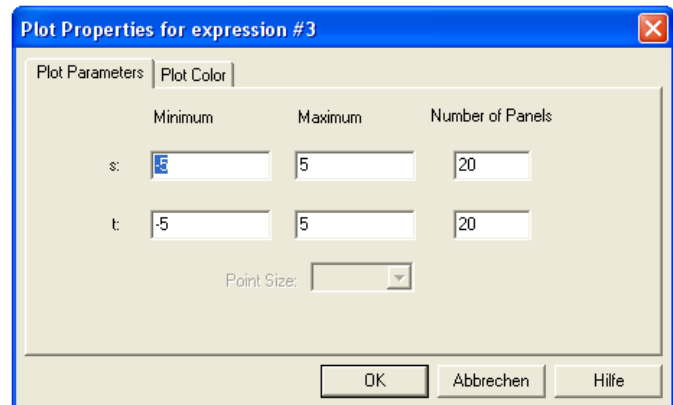 Plot Properties for expression #3
Plot Parameters Plot Color
Minimum Maximum Number of Panels
s: -5 5 20
t: -5 5 20
Point Size:
OK Abbrechen Hilfe